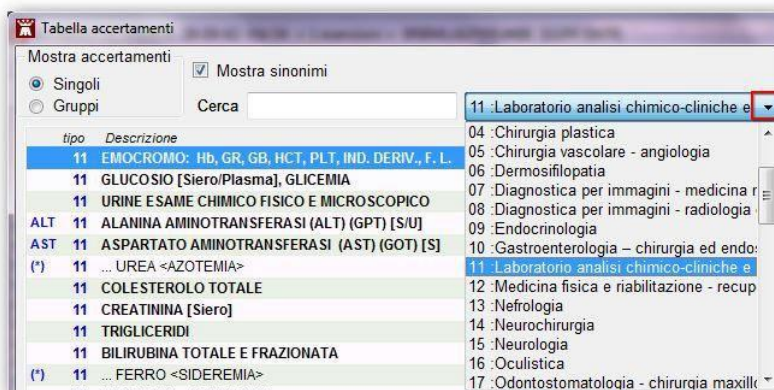 Tabella accertamenti
Mostra accertamenti
Singoli
Gruppi
Mostra sinonimi
Cerca
11 :Laboratorio analisi chimico-cliniche e
tipo Descrizione
11 EMOCROMO: Hb, GR, GB, HCT, PLT, IND. DERIV., F. L.
11 GLUCOSIO [Siero/Plasma], GLICEMIA
11 URINE ESAME CHIMICO FISICO E MICROSCOPICO
ALT 11 ALANINA AMINOTRANSFERASI (ALT) (GPT) [S/U]
AST 11 ASPARTATO AMINOTRANSFERASI (AST) (GOT) [S]
(*) 11 ... UREA <AZOTEMIA>
11 COLESTEROLO TOTALE
11 CREATININA [Siero]
11 TRIGLICERIDI
11 BILIRUBINA TOTALE E FRAZIONATA
(*) 11 ... FERRO <SIDEREMIA>
04 :Chirurgia plastica
05 :Chirurgia vascolare - angiologia
06 :Dermosifilopatia
07 :Diagnostica per immagini - medicina
08 :Diagnostica per immagini - radiologia
09 :Endocrinologia
10 :Gastroenterologia – chirurgia ed endo
11 :Laboratorio analisi chimico-cliniche e
12 :Medicina fisica e riabilitazione - recup
13 :Nefrologia
14 :Neurochirurgia
15 :Neurologia
16 :Oculistica
17 :Odontostomatologia - chirurgia maxillo